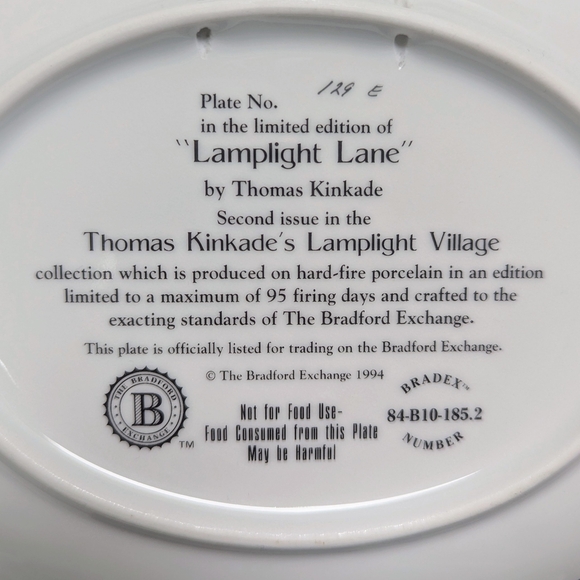 Plate No. 129 E
in the limited edition of
"Lamplight Lane"
by Thomas Kinkade
Second issue in the
Thomas Kinkade's Lamplight Village
collection which is produced on hard-fire porcelain in an edition
limited to a maximum of 95 firing days and crafted to the
exacting standards of The Bradford Exchange.
This plate is officially listed for trading on the Bradford Exchange.
© The Bradford Exchange 1994
THE BRADFORD
B
EXCHANGE
TM
Not for Food Use-
Food Consumed from this Plate
May be Harmful
BRADEX™
84-B10-185.2
NUMBER